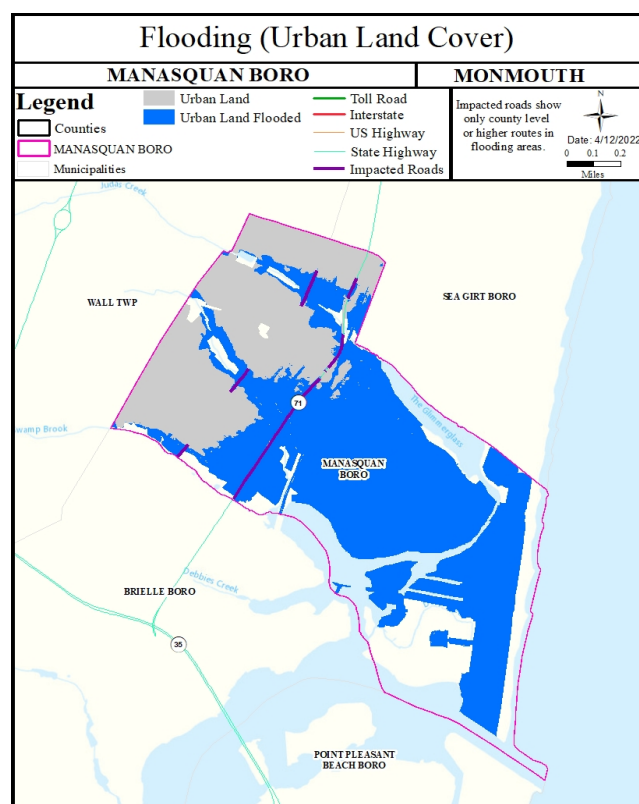 Flooding (Urban Land Cover)
MANASQUAN BORO
MONMOUTH
Legend
Counties
MANASQUAN BORO
Municipalities
Urban Land
Urban Land Flooded
Toll Road
Interstate
US Highway
State Highway
Impacted Roads
Impacted roads show
only county level
or higher routes in
flooding areas.
N
Date: 4/12/2022
0 0.1 0.2
Miles
Judas Creek
WALL TWP
SEA GIRT BORO
The Glimmerglass
71
wamp Brook
MANASQUAN
BORO
Debbies Creek
BRIELLE BORO
35
POINT PLEASANT
BEACH BORO